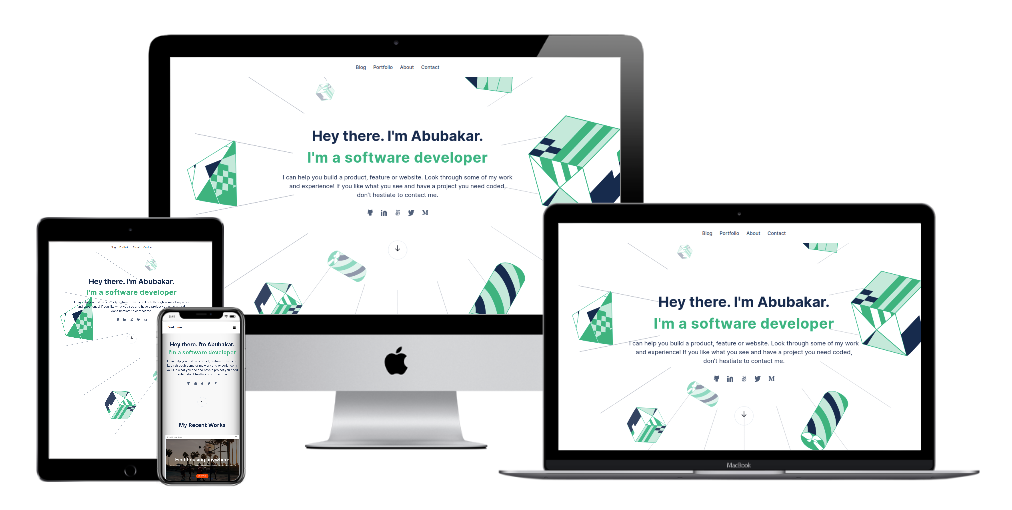 Blog Portfolio About Contact
Hey there. I'm Abubakar.
I'm a software developer
I can help you build a product, feature or website. Look through some of my work
and experience! If you like what you see and have a project you need coded,
don't hestiate to contact me.
Hey there. I'm Abubakar.
I'm a software developer
Hey there. I'm Abubakar.
I'm a software developer
My Recent Works
Blog Portfolio About Contact
Hey there. I'm Abubakar.
I'm a software developer
I can help you build a product, feature or website. Look through some of my work
and experience! If you like what you see and have a project you need coded,
don't hestiate to contact me.
MacBook